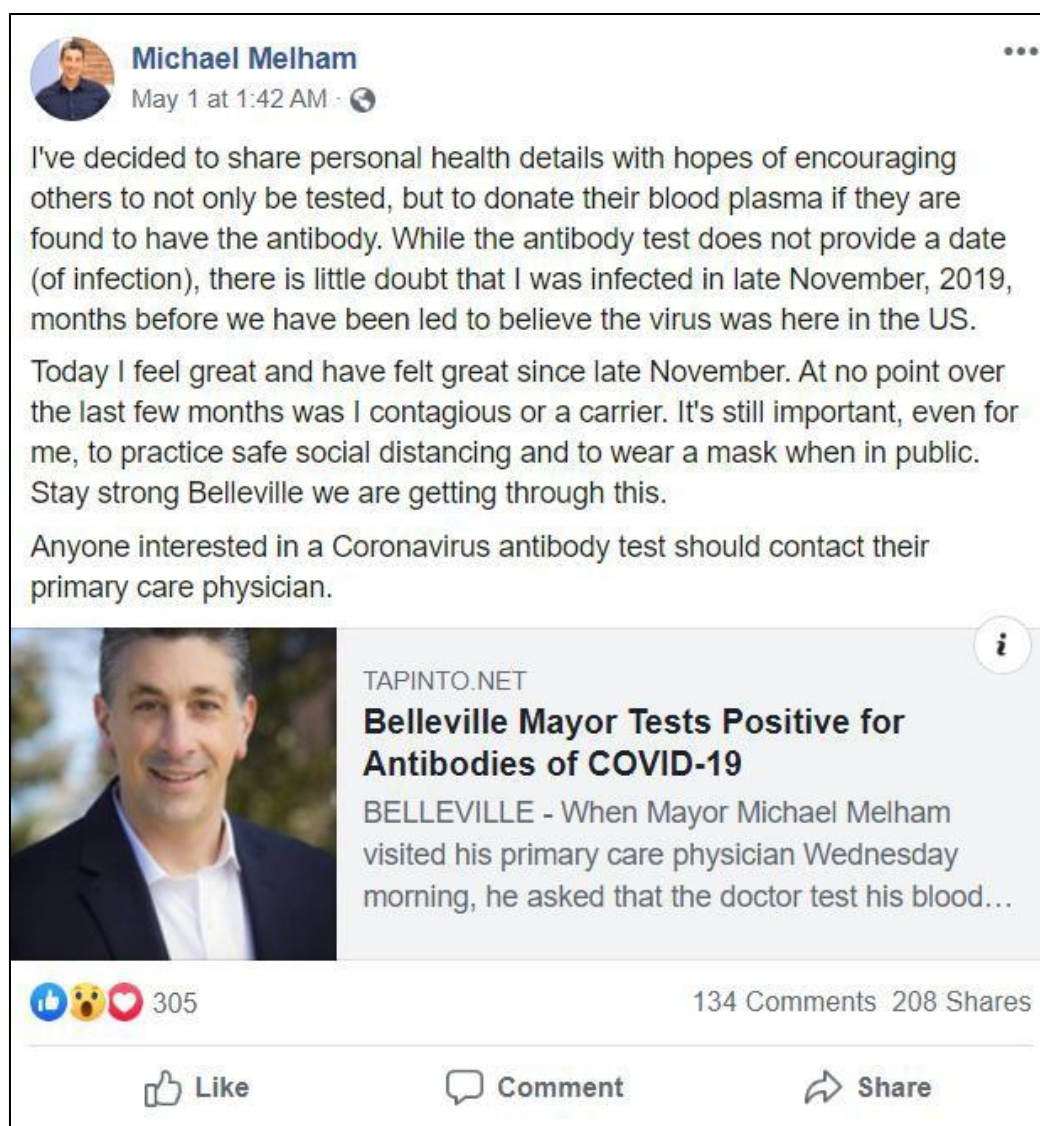 Michael Melham
May 1 at 1:42 AM ·
I've decided to share personal health details with hopes of encouraging
others to not only be tested, but to donate their blood plasma if they are
found to have the antibody. While the antibody test does not provide a date
(of infection), there is little doubt that I was infected in late November, 2019,
months before we have been led to believe the virus was here in the US.
Today I feel great and have felt great since late November. At no point over
the last few months was I contagious or a carrier. It's still important, even for
me, to practice safe social distancing and to wear a mask when in public.
Stay strong Belleville we are getting through this.
Anyone interested in a Coronavirus antibody test should contact their
primary care physician.
i
TAPINTO.NET
Belleville Mayor Tests Positive for
Antibodies of COVID-19
BELLEVILLE - When Mayor Michael Melham
visited his primary care physician Wednesday
morning, he asked that the doctor test his blood…
305 134 Comments 208 Shares
Like Comment Share